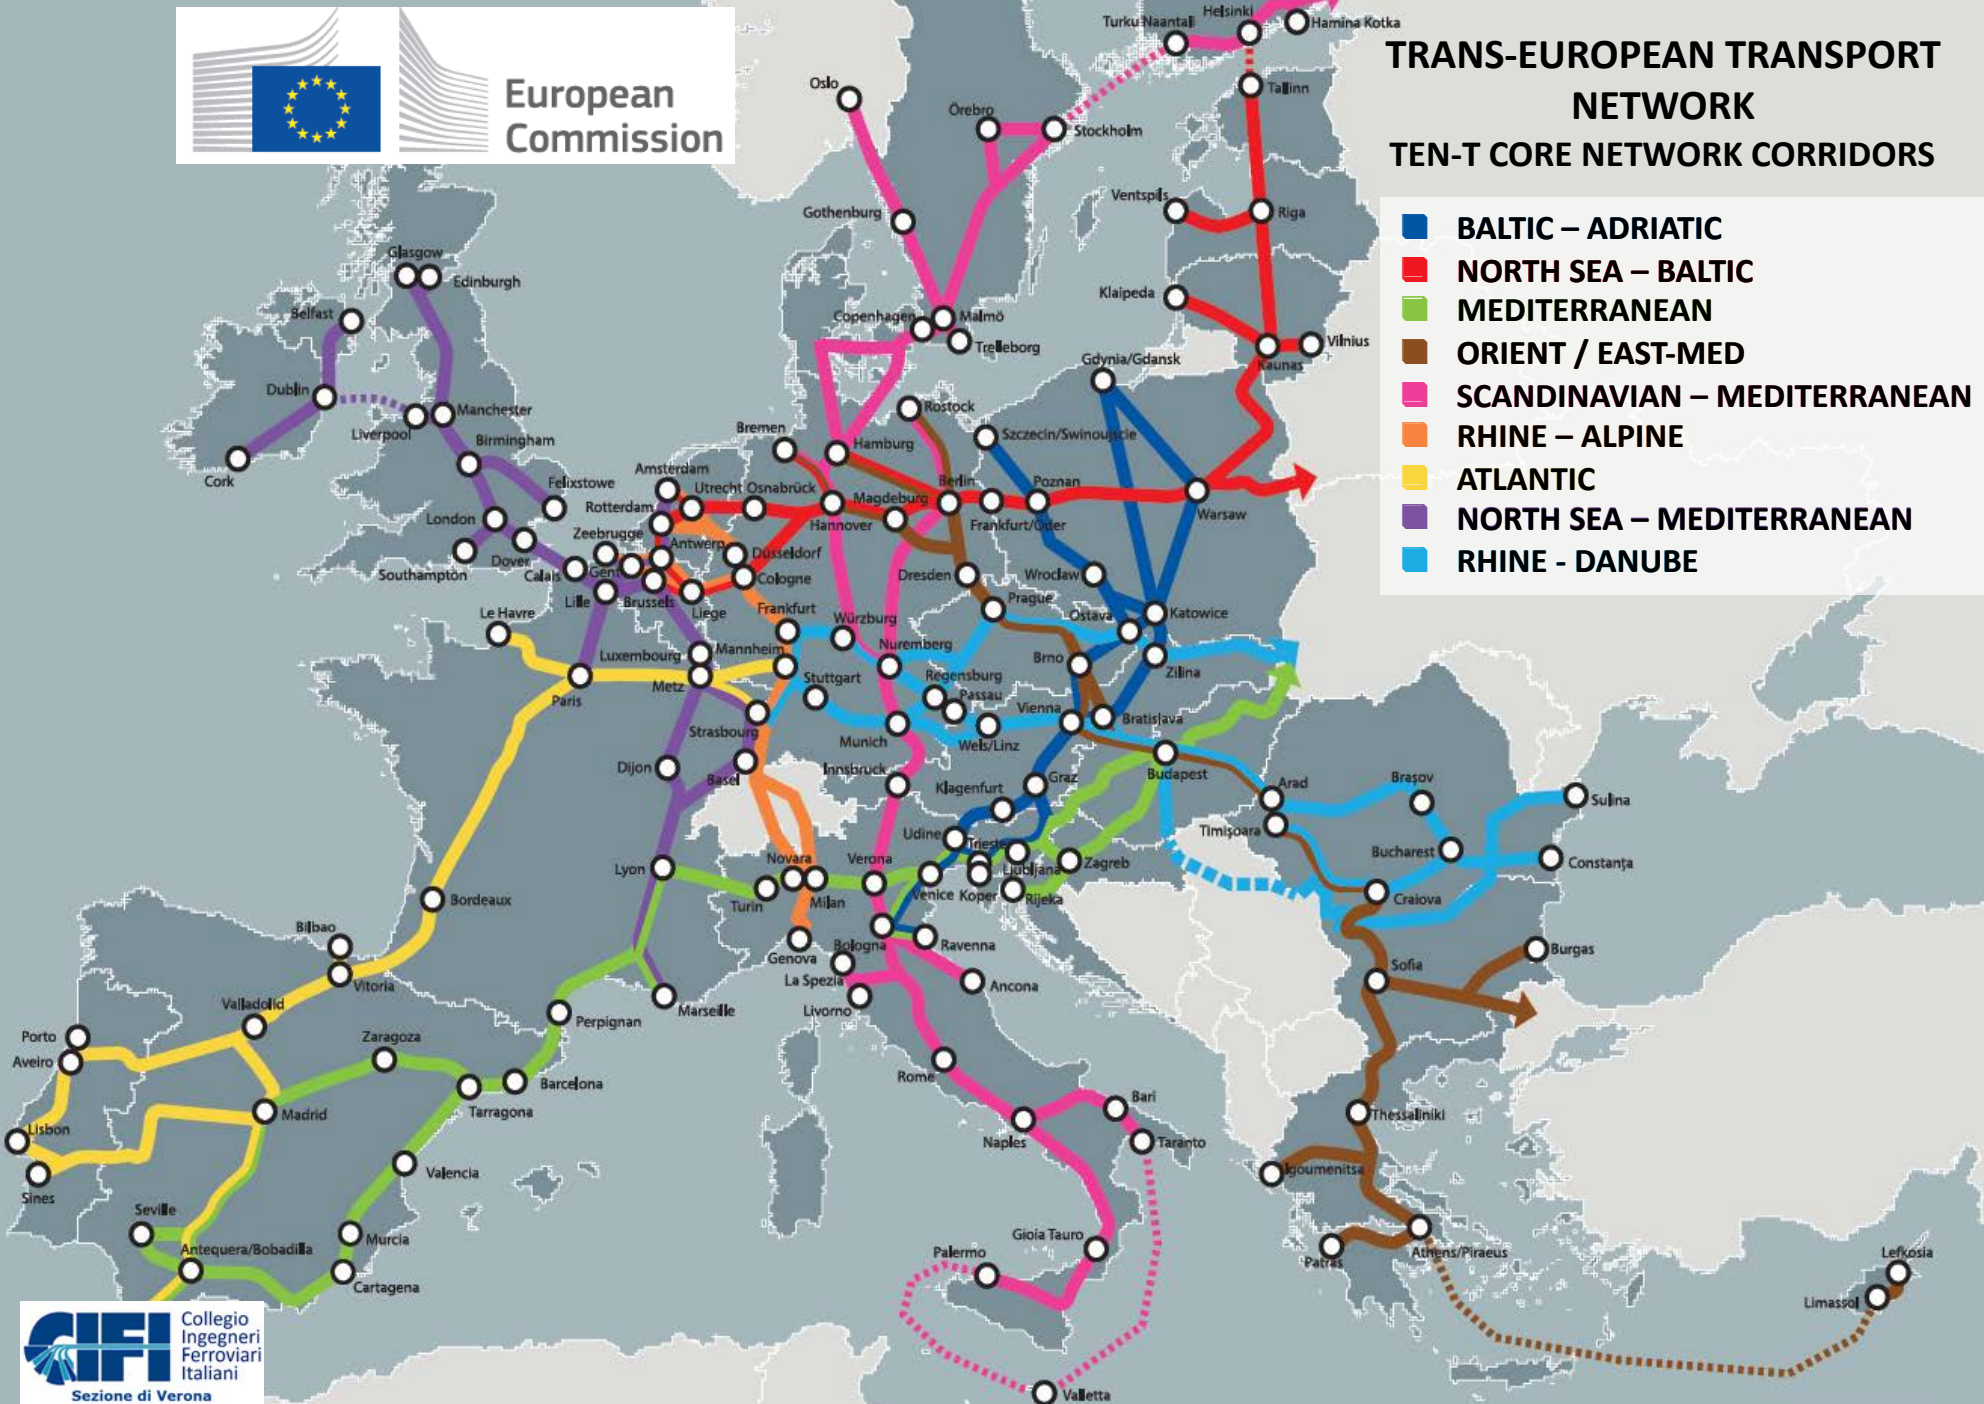 European
Commission
TRANS-EUROPEAN TRANSPORT
NETWORK
TEN-T CORE NETWORK CORRIDORS
BALTIC – ADRIATIC
NORTH SEA – BALTIC
MEDITERRANEAN
ORIENT / EAST-MED
SCANDINAVIAN – MEDITERRANEAN
RHINE – ALPINE
ATLANTIC
NORTH SEA – MEDITERRANEAN
RHINE - DANUBE
Turku Naantali
Helsinki
Hamina Kotka
Oslo
Tallinn
Örebro
Stockholm
Ventspils
Riga
Gothenburg
Glasgow
Edinburgh
Klaipeda
Belfast
Copenhagen
Malmö
Trelleborg
Vilnius
Kaunas
Gdynia/Gdansk
Dublin
Liverpool
Manchester
Rostock
Birmingham
Bremen
Hamburg
Szczecin/Swinoujscie
Cork
Felixstowe
Amsterdam
Utrecht
Osnabrück
Magdeburg
Berlin
Poznan
Rotterdam
Hannover
Frankfurt/Oder
Warsaw
London
Zeebrugge
Antwerp
Düsseldorf
Southampton
Dover
Calais
Gent
Cologne
Dresden
Wroclaw
Lille
Brussels
Liege
Frankfurt
Prague
Ostava
Katowice
Le Havre
Würzburg
Luxembourg
Mannheim
Nuremberg
Brno
Zilina
Paris
Metz
Stuttgart
Regensburg
Passau
Vienna
Bratislava
Strasbourg
Munich
Wels/Linz
Dijon
Basel
Innsbruck
Klagenfurt
Graz
Budapest
Arad
Braşov
Sulina
Udine
Trieste
Timişoara
Bucharest
Constanţa
Lyon
Novara
Verona
Ljubljana
Zagreb
Turin
Milan
Venice
Koper
Rijeka
Craiova
Bordeaux
Bilbao
Genova
Bologna
Ravenna
Burgas
Vitoria
La Spezia
Ancona
Sofia
Valladolid
Perpignan
Marseille
Livorno
Porto
Aveiro
Zaragoza
Barcelona
Rome
Bari
Madrid
Tarragona
Thessaliniki
Lisbon
Naples
Taranto
Valencia
Igoumenitsa
Sines
Seville
Murcia
Gioia Tauro
Antequera/Bobadilla
Palermo
Patras
Athens/Piraeus
Lefkosia
Cartagena
Limassol
Valletta
CIFI
Collegio
Ingegneri
Ferroviari
Italiani
Sezione di Verona